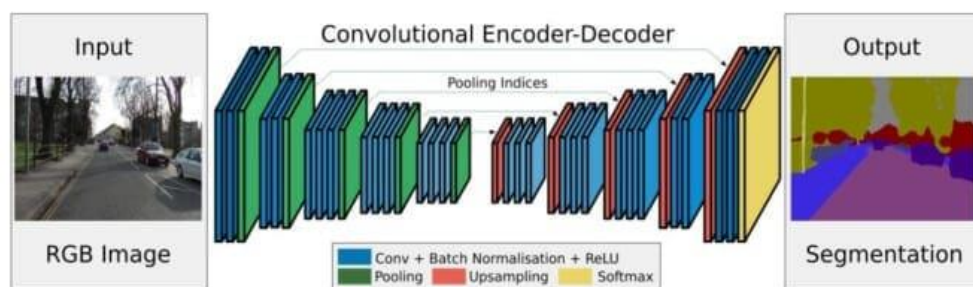 Input
Convolutional Encoder-Decoder
Output
Pooling Indices
RGB Image
Conv + Batch Normalisation + ReLU
Pooling Upsampling Softmax
Segmentation